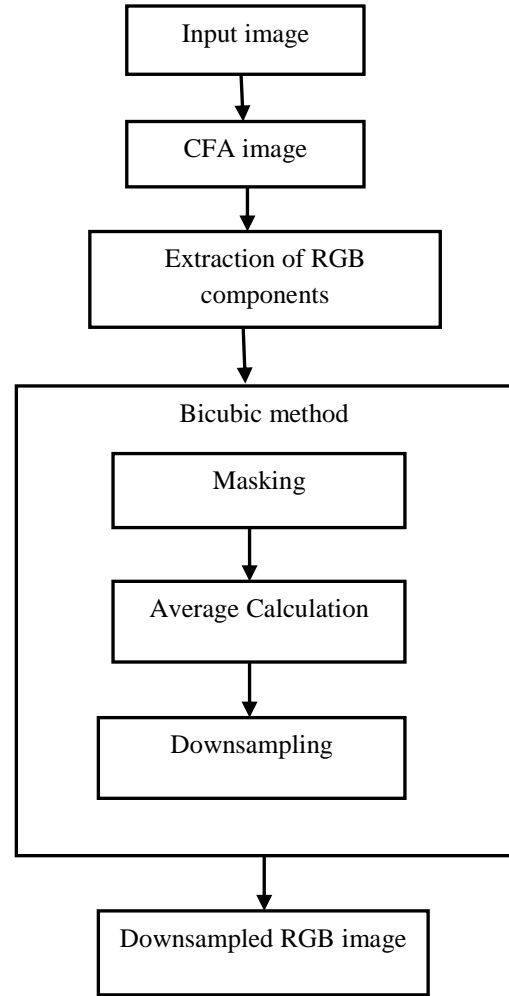 Input image
CFA image
Extraction of RGB
components
Bicubic method
Masking
Average Calculation
Downsampling
Downsampled RGB image